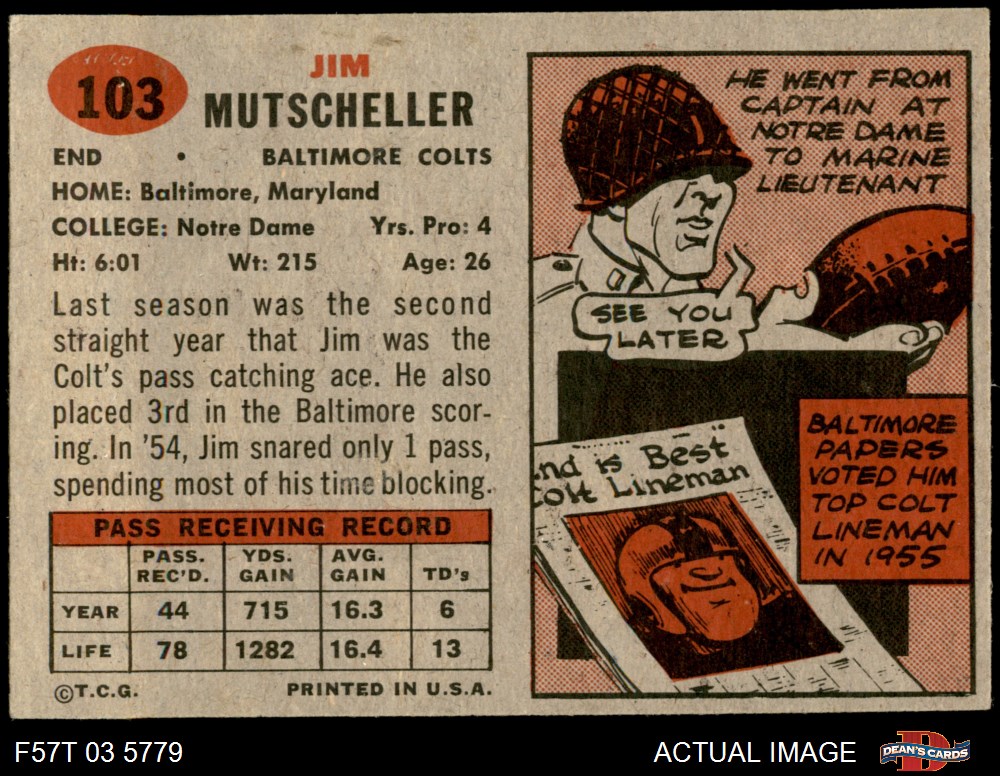 103
JIM
MUTSCHELLER
END • BALTIMORE COLTS
HOME: Baltimore, Maryland
COLLEGE: Notre Dame Yrs. Pro: 4
Ht: 6:01 Wt: 215 Age: 26
Last season was the second
straight year that Jim was the
Colt's pass catching ace. He also
placed 3rd in the Baltimore scor-
ing. In '54, Jim snared only 1 pass,
spending most of his time blocking.
PASS RECEIVING RECORD
PASS. REC'D. YDS. GAIN AVG. GAIN TD's
YEAR 44 715 16.3 6
LIFE 78 1282 16.4 13
©T.C.G. PRINTED IN U.S.A.
HE WENT FROM
CAPTAIN AT
NOTRE DAME
TO MARINE
LIEUTENANT
SEE YOU
LATER
nd is Best
Colt Lineman
BALTIMORE
PAPERS
VOTED HIM
TOP COLT
LINEMAN
IN 1955
F57T 03 5779 ACTUAL IMAGE
D
DEAN'S CARDS